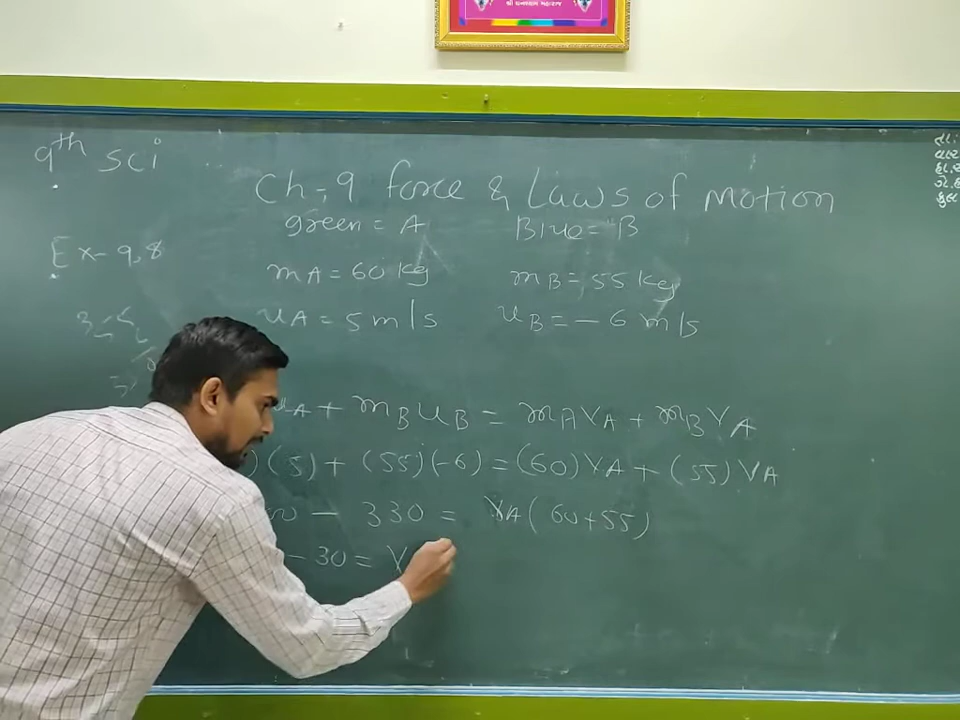 9th sci
Ch-9 force & Laws of Motion
green = A Blue = B
Ex-9.8
mA = 60 kg mB = 55 kg
uA = 5 m/s uB = - 6 m/s
A + mBuB = mAVA + mBVA
(5) + (55)(-6) = (60)VA + (55)VA
- 330 = VA(60+55)
- 30 = V